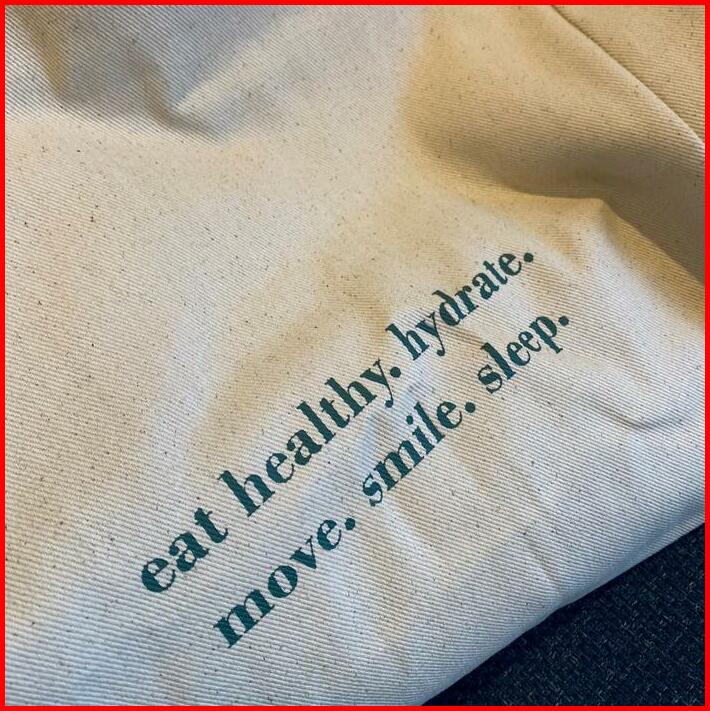 eat healthy. hydrate.
move. smile. sleep.